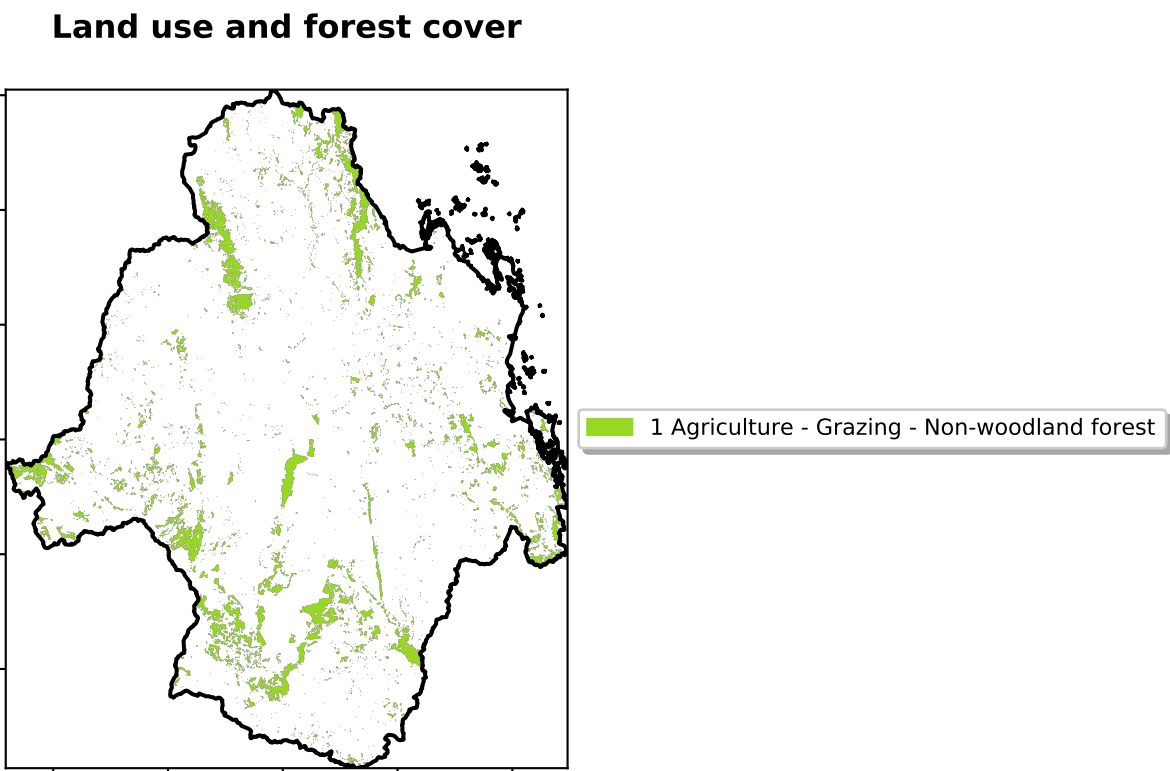 Land use and forest cover
1 Agriculture - Grazing - Non-woodland forest